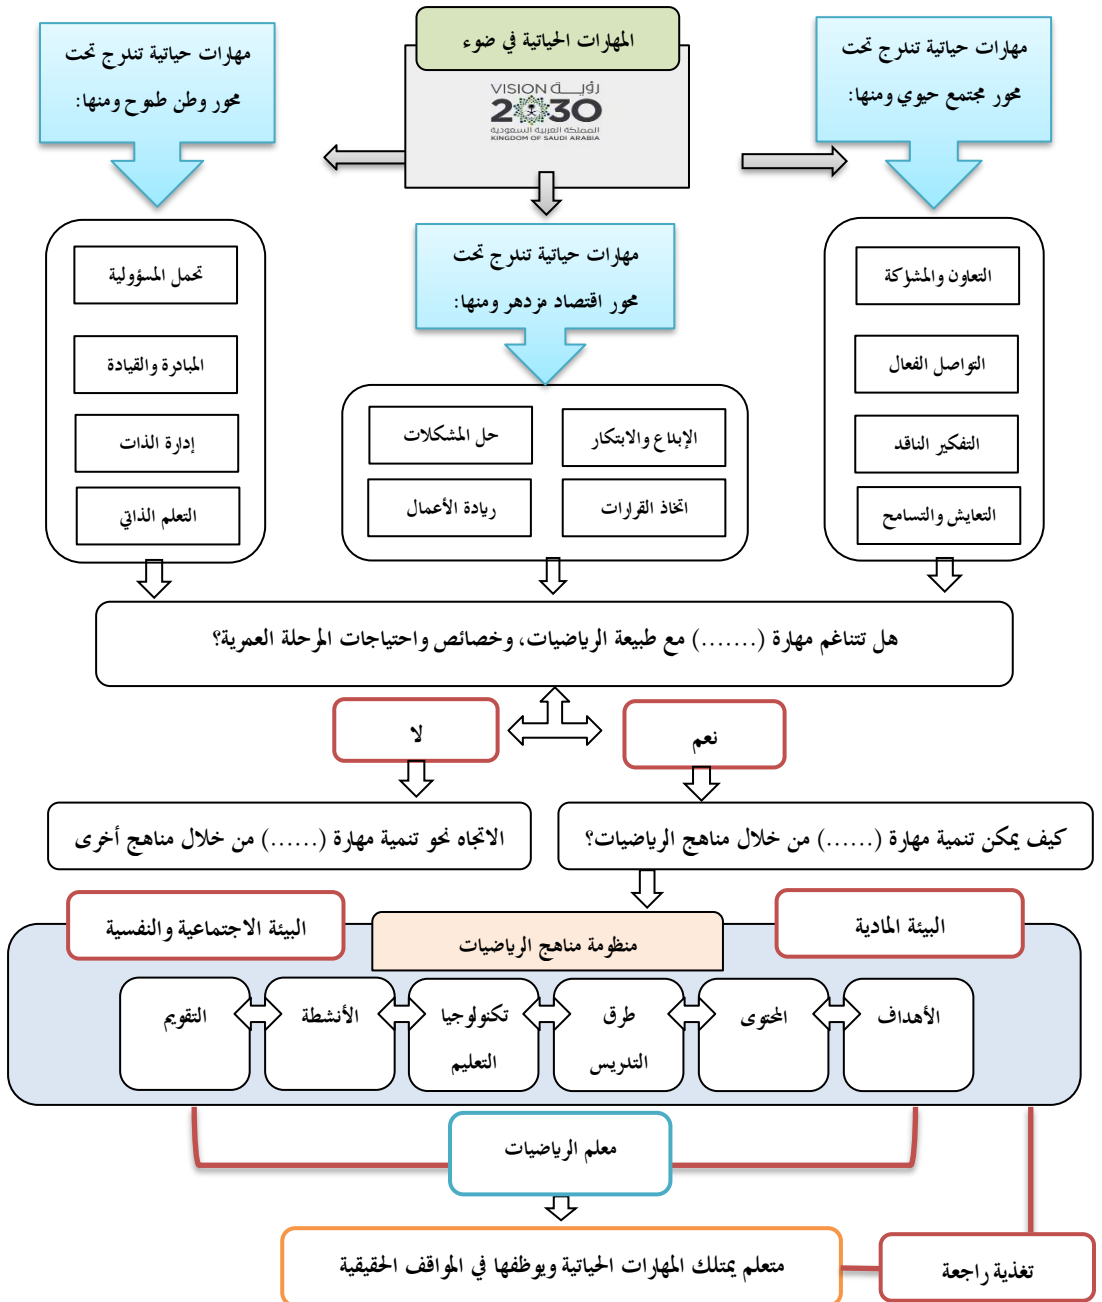 المهارات الحياتية في ضوء
VISION رؤيــــة
2030
المملكة العربية السعودية
KINGDOM OF SAUDI ARABIA
مهارات حياتية تندرج تحت
محور مجتمع حيوي ومنها:
مهارات حياتية تندرج تحت
محور اقتصاد مزدهر ومنها:
مهارات حياتية تندرج تحت
محور وطن طموح ومنها:
التعاون والمشاركة
التواصل الفعال
التفكير الناقد
التعايش والتسامح
الإبداع والابتكار
حل المشكلات
اتخاذ القرارات
ريادة الأعمال
تحمل المسؤولية
المبادرة والقيادة
إدارة الذات
التعلم الذاتي
هل تتناغم مهارة (.......) مع طبيعة الرياضيات، وخصائص واحتياجات المرحلة العمرية؟
نعم
لا
كيف يمكن تنمية مهارة (......) من خلال مناهج الرياضيات؟
الاتجاه نحو تنمية مهارة (......) من خلال مناهج أخرى
البيئة المادية
منظومة مناهج الرياضيات
البيئة الاجتماعية والنفسية
الأهداف
المحتوى
طرق
التدريس
تكنولوجيا
التعليم
الأنشطة
التقويم
معلم الرياضيات
متعلم يمتلك المهارات الحياتية ويوظفها في المواقف الحقيقية
تغذية راجعة